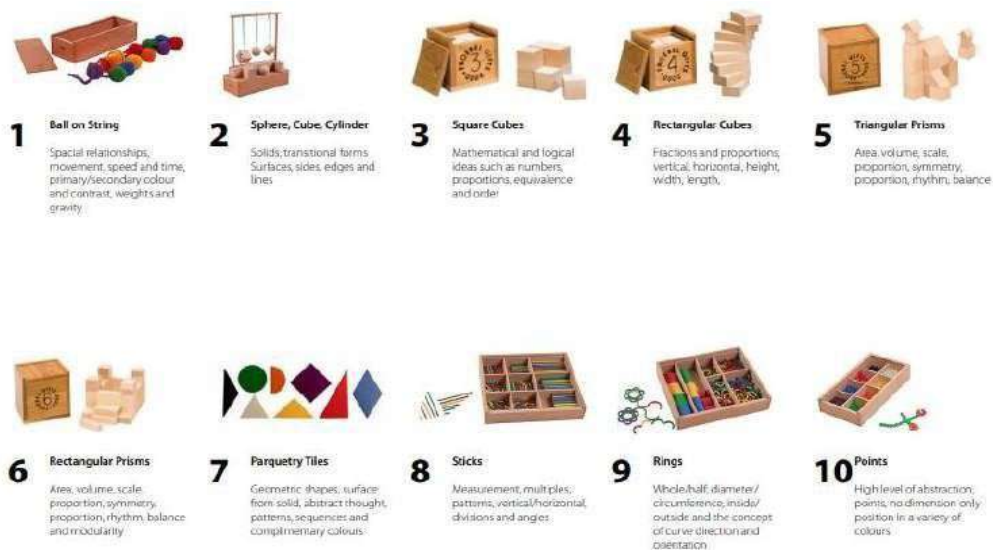 1
Ball on String
Spacial relationships,
movement, speed and time,
primary/secondary colour
and contrast, weights and
gravity
2
Sphere, Cube, Cylinder
Solids, transitional forms
Surfaces, sides, edges and
lines
3
Square Cubes
Mathematical and logical
ideas such as numbers,
proportions, equivalence
and order
4
Rectangular Cubes
Fractions and proportions,
vertical, horizontal, height,
width, length,
5
Triangular Prisms
Area, volume, scale,
proportion, symmetry,
proportion, rhythm, balance
6
Rectangular Prisms
Area, volume, scale,
proportion, symmetry,
proportion, rhythm, balance
and modularity
7
Parquetry Tiles
Geometric shapes, surface
from solid, abstract thought,
patterns, sequences and
complimentary colours
8
Sticks
Measurement, multiples,
patterns, vertical/horizontal,
divisions and angles
9
Rings
Whole/half, diameter/
circumference, inside/
outside and the concept
of curve direction and
orientation
10
Points
High level of abstraction,
points, no dimension only
position in a variety of
colours